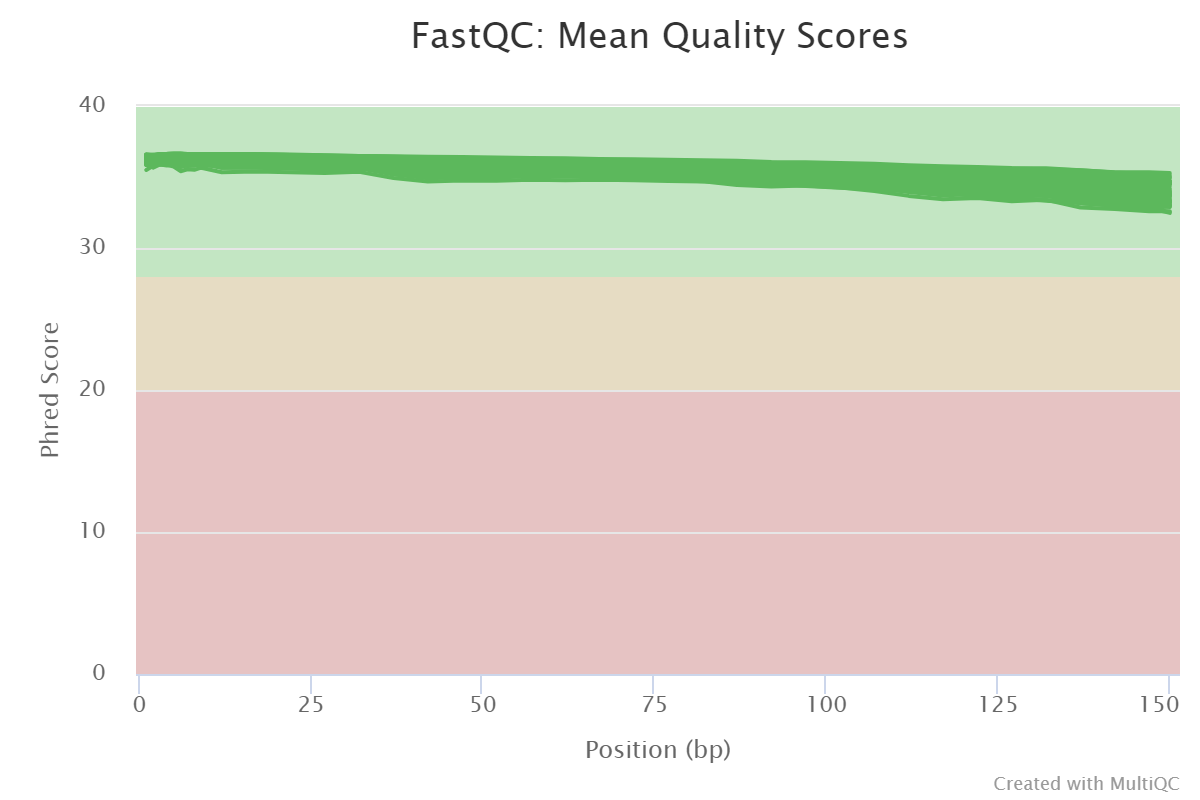 FastQC: Mean Quality Scores
40
30
20
10
0
Phred Score
0 25 50 75 100 125 150
Position (bp)
Created with MultiQC